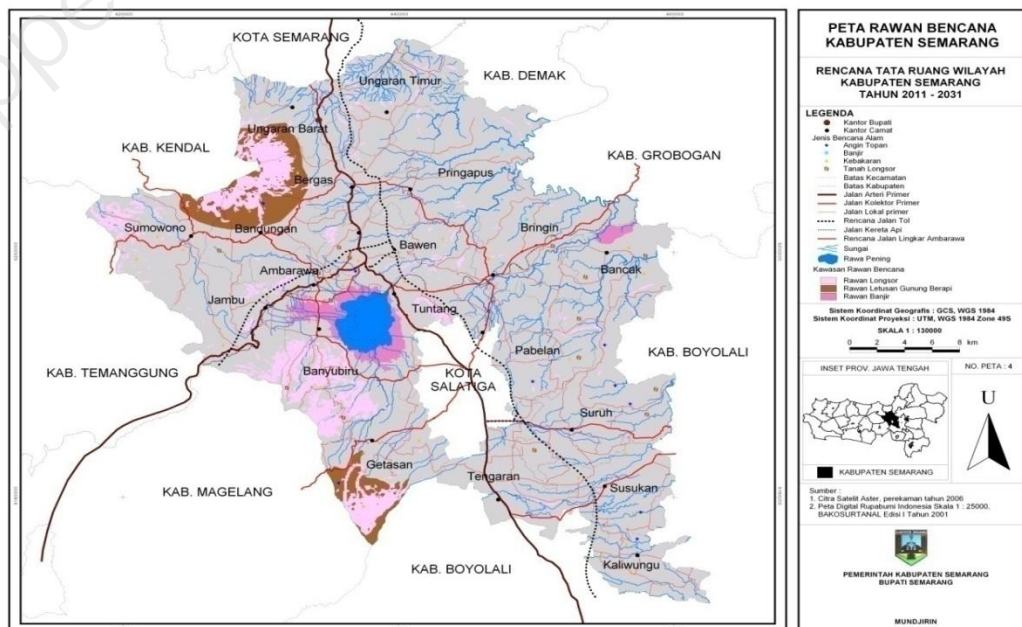 KOTA SEMARANG
Ungaran Timur
KAB. DEMAK
Ungaran Barat
KAB. KENDAL
KAB. GROBOGAN
Bergas
Pringapus
Sumowono
Bandungan
Bringin
Bawen
Ambarawa
Bancak
Jambu
Tuntang
Pabelan
KAB. BOYOLALI
KAB. TEMANGGUNG
Banyubiru
KOTA
SALATIGA
Suruh
Getasan
Tengaran
KAB. MAGELANG
Susukan
KAB. BOYOLALI
Kaliwungu
PETA RAWAN BENCANA
KABUPATEN SEMARANG
RENCANA TATA RUANG WILAYAH
KABUPATEN SEMARANG
TAHUN 2011 - 2031
LEGENDA
Kantor Bupati
Kantor Camat
Jenis Bencana Alam
Angin Topan
Banjir
Kebakaran
Tanah Longsor
Batas Kecamatan
Batas Kabupaten
Jalan Arteri Primer
Jalan Kolektor Primer
Jalan Lokal primer
Rencana Jalan Tol
Jalan Kereta Api
Rencana Jalan Lingkar Ambarawa
Sungai
Rawa Pening
Kawasan Rawan Bencana
Rawan Longsor
Rawan Letusan Gunung Berapi
Rawan Banjir
Sistem Koordinat Geografis : GCS, WGS 1984
Sistem Koordinat Proyeksi : UTM, WGS 1984 Zone 49S
SKALA 1 : 130000
0 2 4 6 8 km
INSET PROV. JAWA TENGAH
NO. PETA : 4
U
KABUPATEN SEMARANG
Sumber :
1. Citra Satelit Aster, perekaman tahun 2006
2. Peta Digital Rupabumi Indonesia Skala 1 : 25000,
BAKOSURTANAL Edisi I Tahun 2001
PEMERINTAH KABUPATEN SEMARANG
BUPATI SEMARANG
MUNDJIRIN